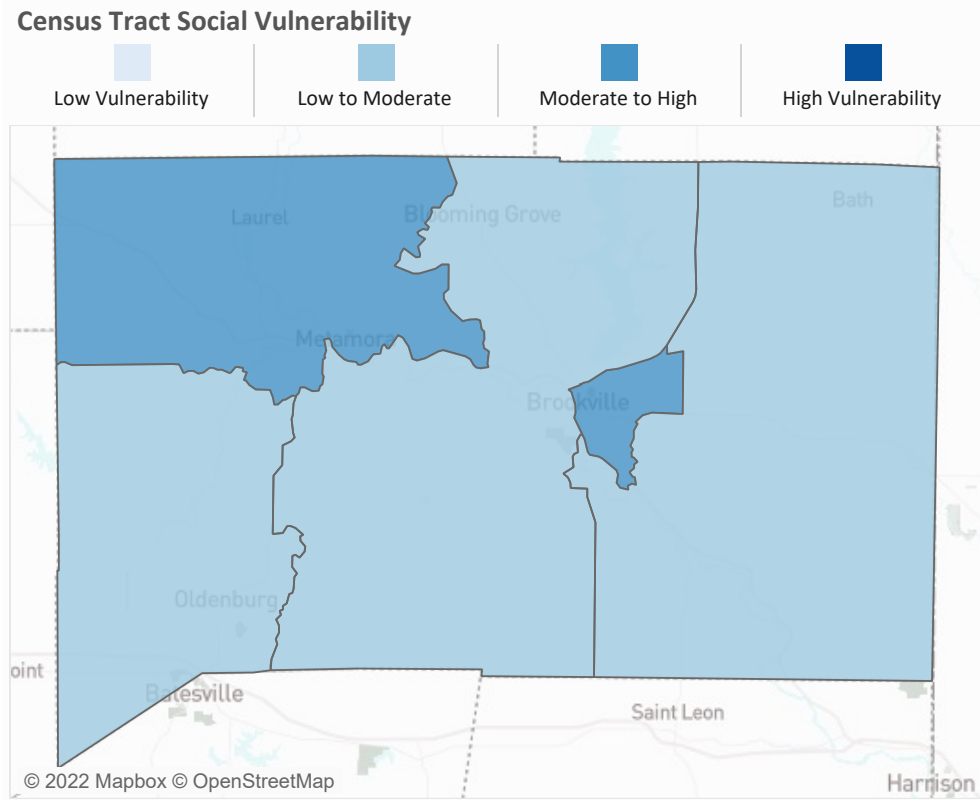 Census Tract Social Vulnerability
Low Vulnerability
Low to Moderate
Moderate to High
High Vulnerability
Bath
Laurel
Blooming Grove
Metamora
Brookville
Oldenburg
oint
Batesville
Saint Leon
© 2022 Mapbox © OpenStreetMap
Harrison